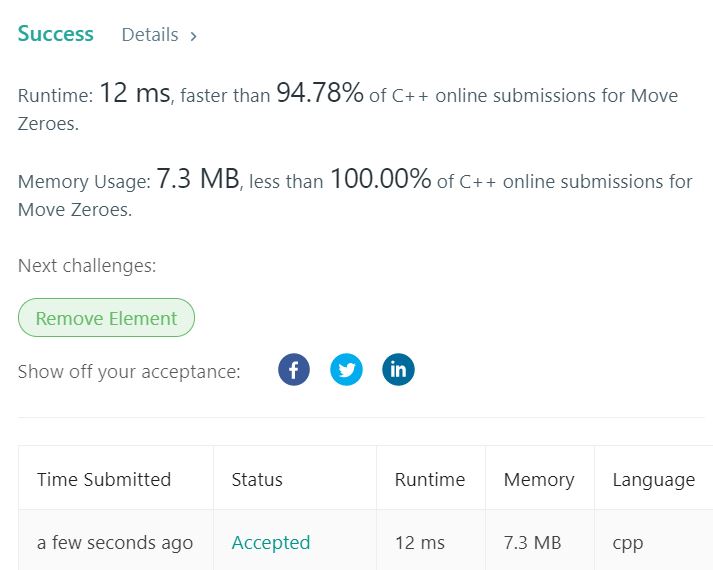 Success Details >
Runtime: 12 ms, faster than 94.78% of C++ online submissions for Move
Zeroes.
Memory Usage: 7.3 MB, less than 100.00% of C++ online submissions for
Move Zeroes.
Next challenges:
Remove Element
Show off your acceptance: f in
Time Submitted Status Runtime Memory Language
a few seconds ago Accepted 12 ms 7.3 MB cpp